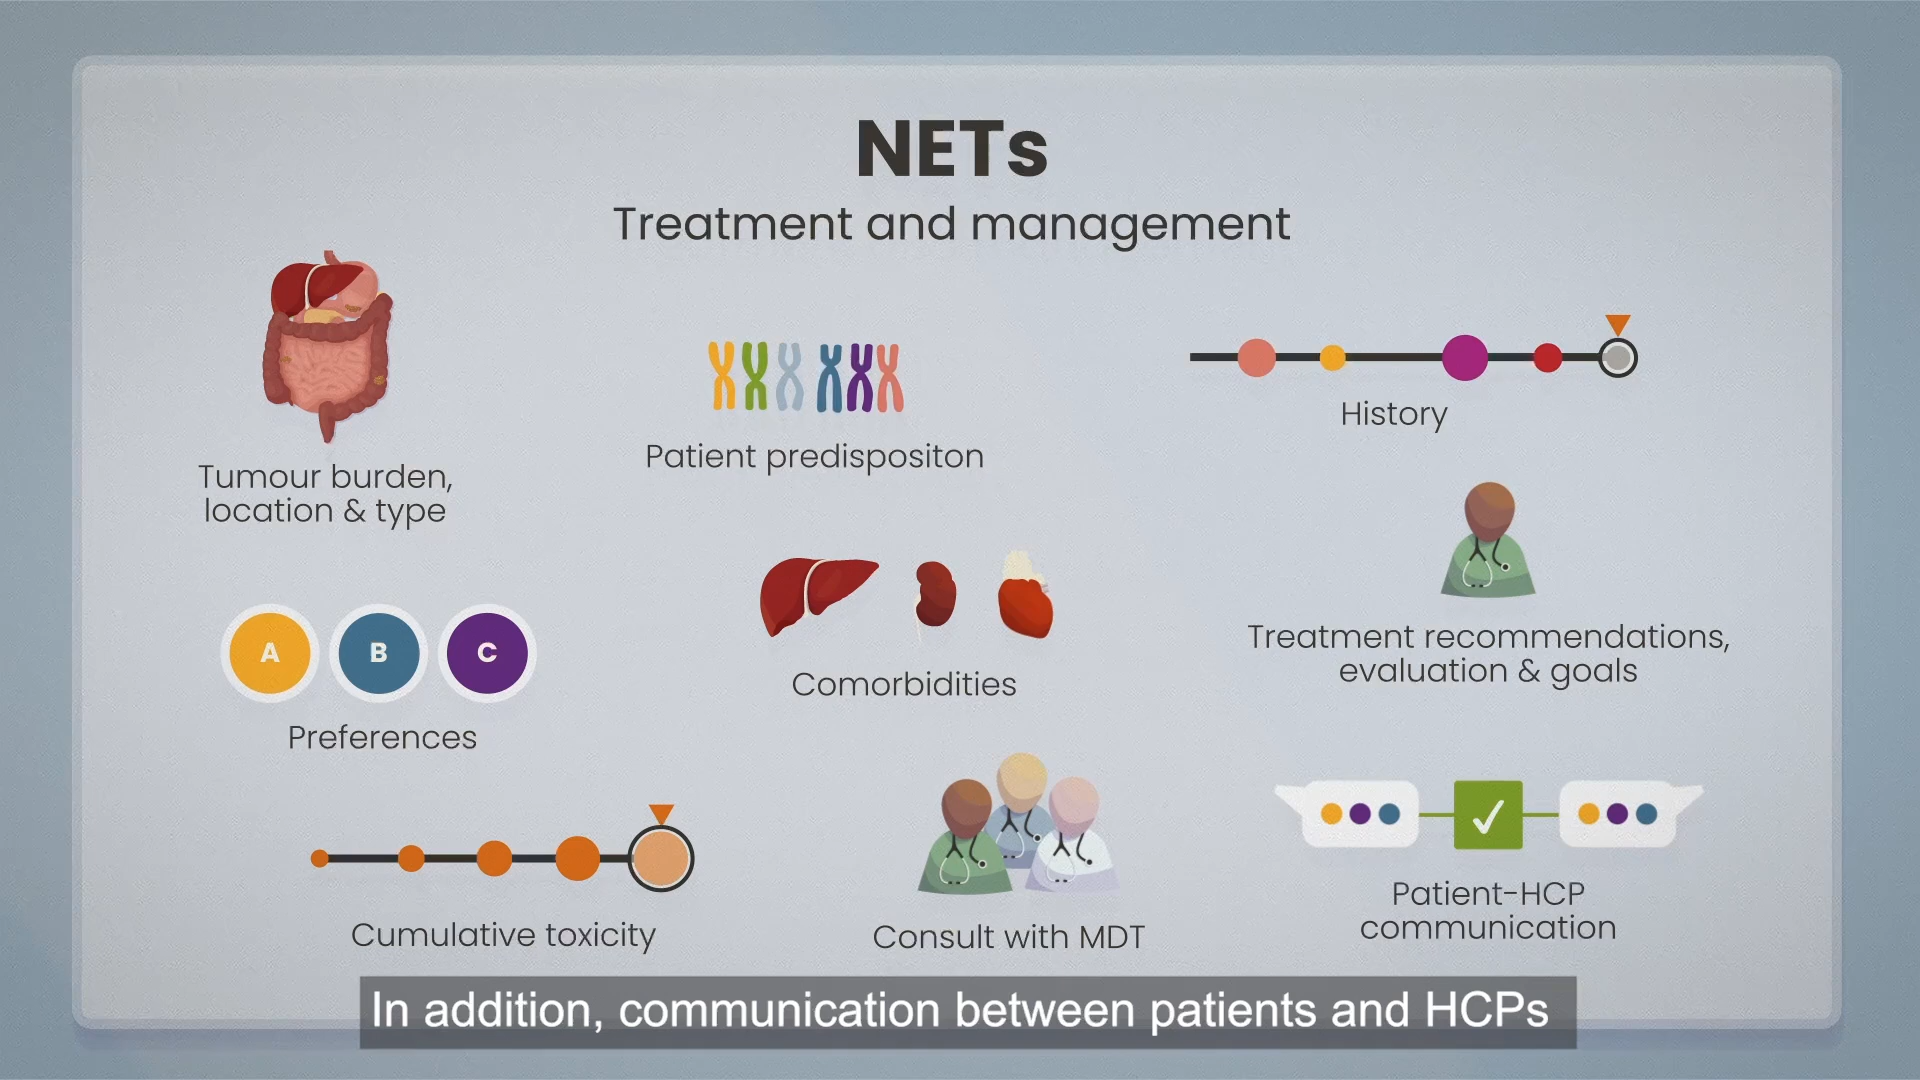 NETs
Treatment and management
Tumour burden,
location & type
Patient predispositon
History
A B C
Preferences
Comorbidities
Treatment recommendations,
evaluation & goals
Cumulative toxicity
Consult with MDT
Patient-HCP
communication
In addition, communication between patients and HCPs